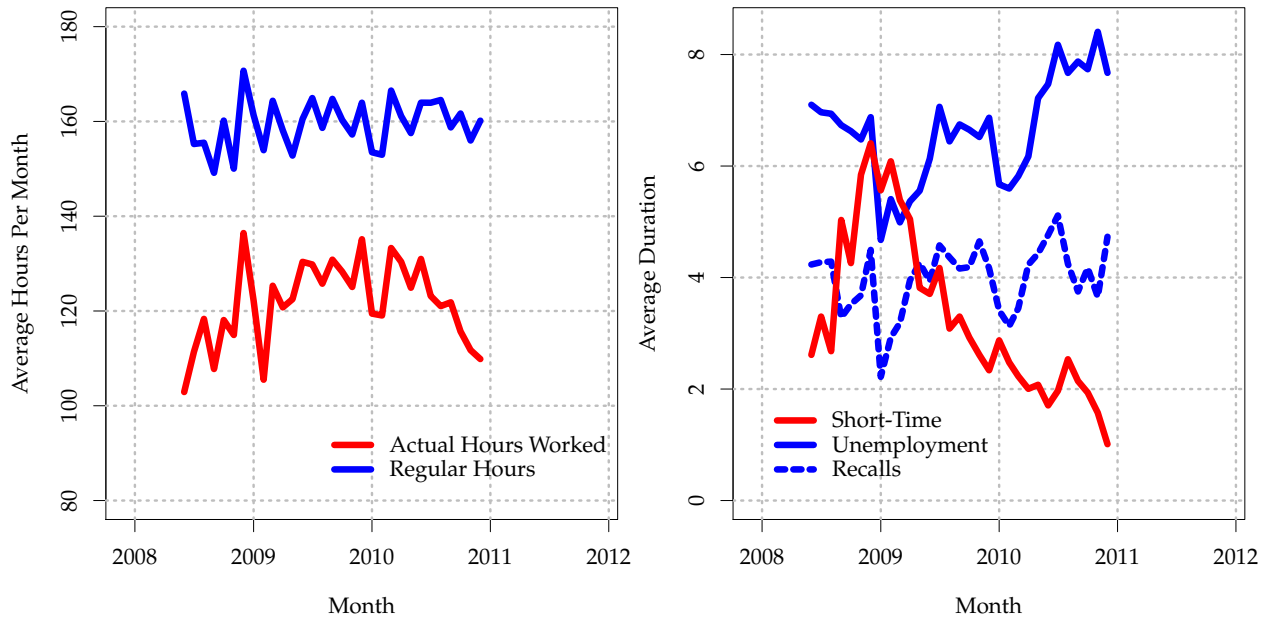 Average Hours Per Month
180
160
140
120
100
80
Actual Hours Worked
Regular Hours
2008 2009 2010 2011 2012
Month
Average Duration
8
6
4
2
0
Short-Time
Unemployment
Recalls
2008 2009 2010 2011 2012
Month